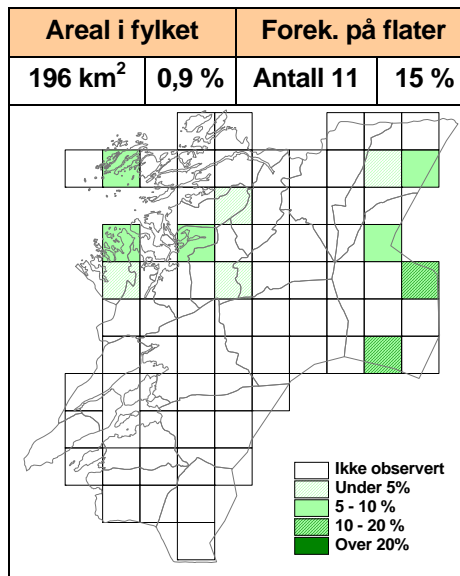 Areal i fylket Forek. på flater
196 km² 0,9 % Antall 11 15 %
Ikke observert
Under 5%
5 - 10 %
10 - 20 %
Over 20%